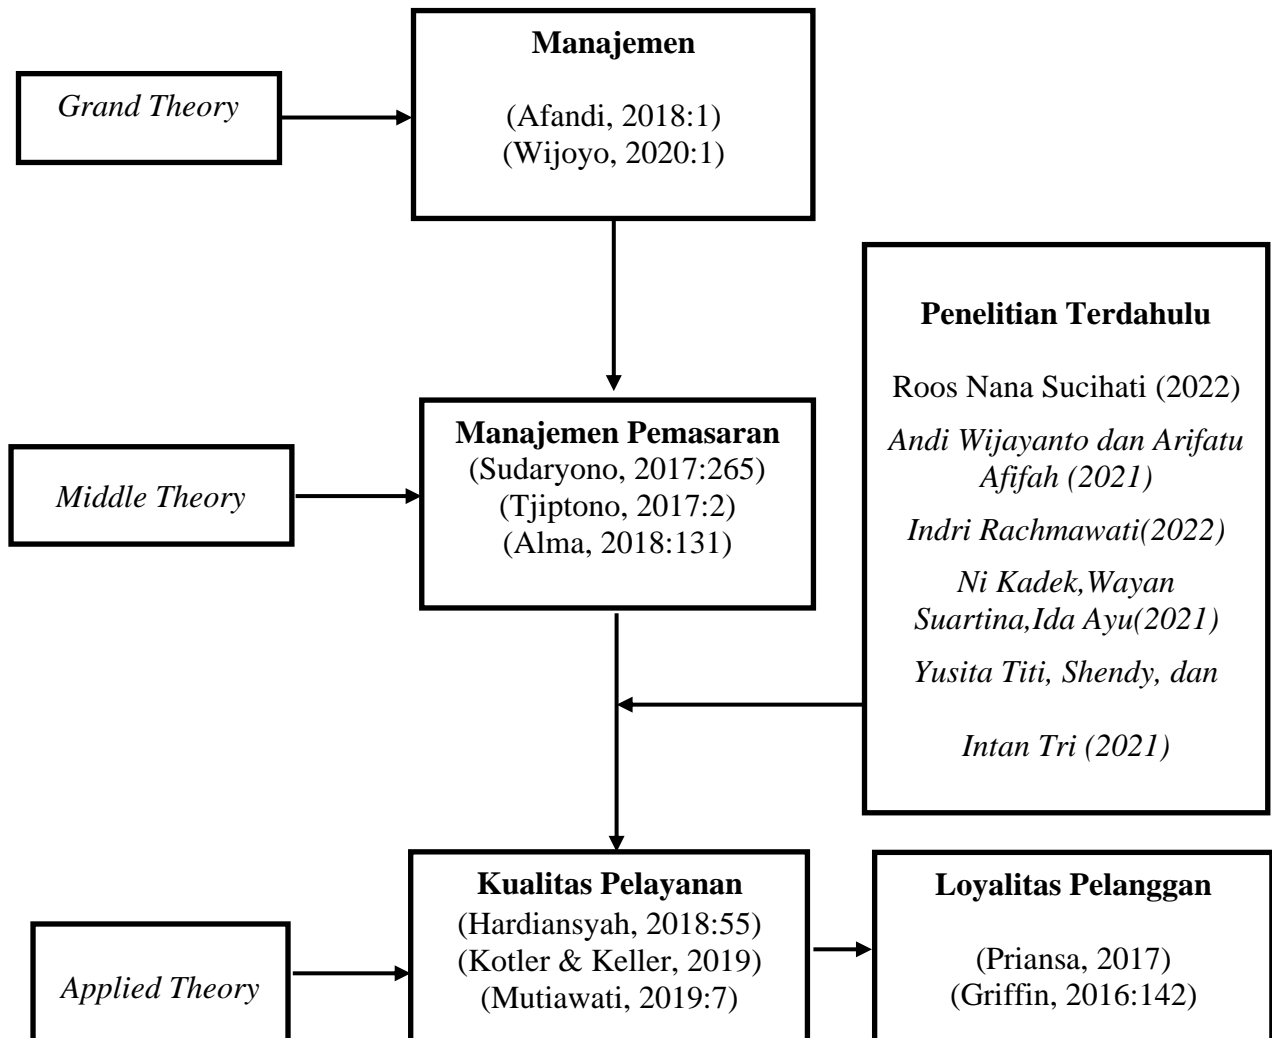 Manajemen
Grand Theory
(Afandi, 2018:1)
(Wijoyo, 2020:1)
Penelitian Terdahulu
Roos Nana Sucihati (2022)
Andi Wijayanto dan Arifatu
Afifah (2021)
Indri Rachmawati(2022)
Ni Kadek,Wayan
Suartina,Ida Ayu(2021)
Yusita Titi, Shendy, dan
Intan Tri (2021)
Manajemen Pemasaran
(Sudaryono, 2017:265)
(Tjiptono, 2017:2)
(Alma, 2018:131)
Middle Theory
Kualitas Pelayanan
(Hardiansyah, 2018:55)
(Kotler & Keller, 2019)
(Mutiawati, 2019:7)
Loyalitas Pelanggan
(Priansa, 2017)
(Griffin, 2016:142)
Applied Theory